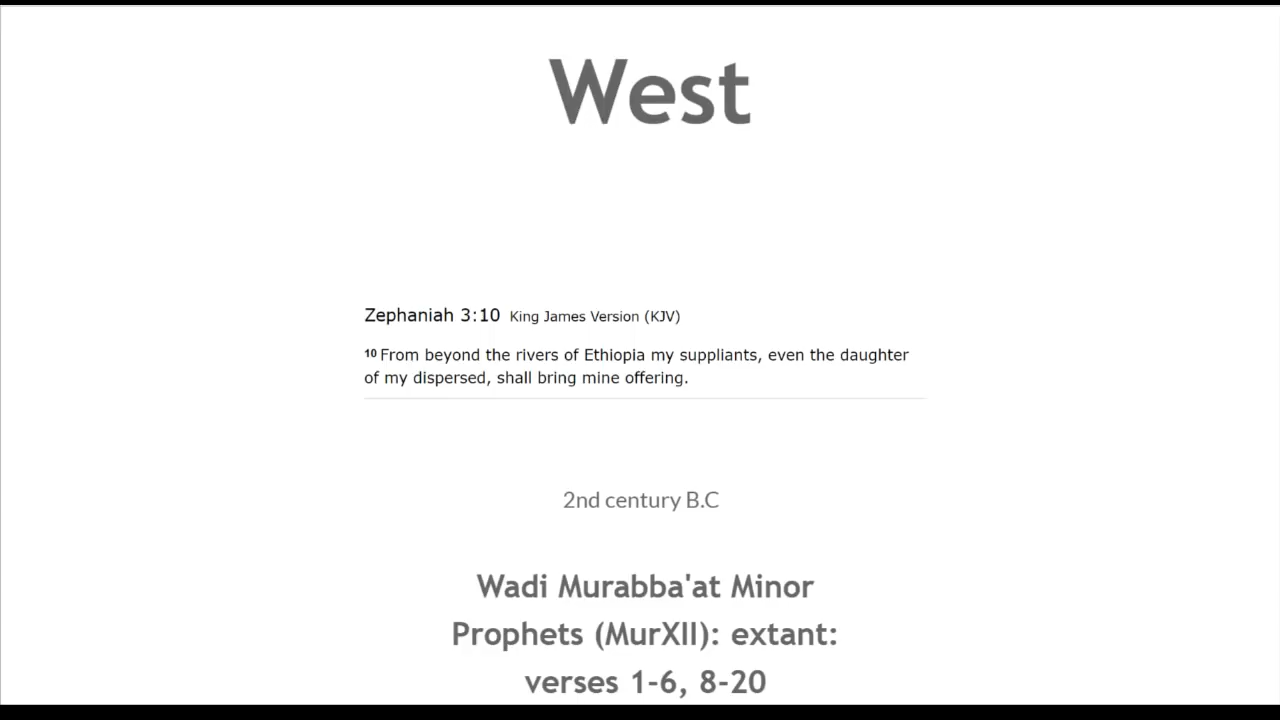 West
Zephaniah 3:10 King James Version (KJV)
10 From beyond the rivers of Ethiopia my suppliants, even the daughter
of my dispersed, shall bring mine offering.
2nd century B.C
Wadi Murabba'at Minor
Prophets (MurXII): extant:
verses 1-6, 8-20